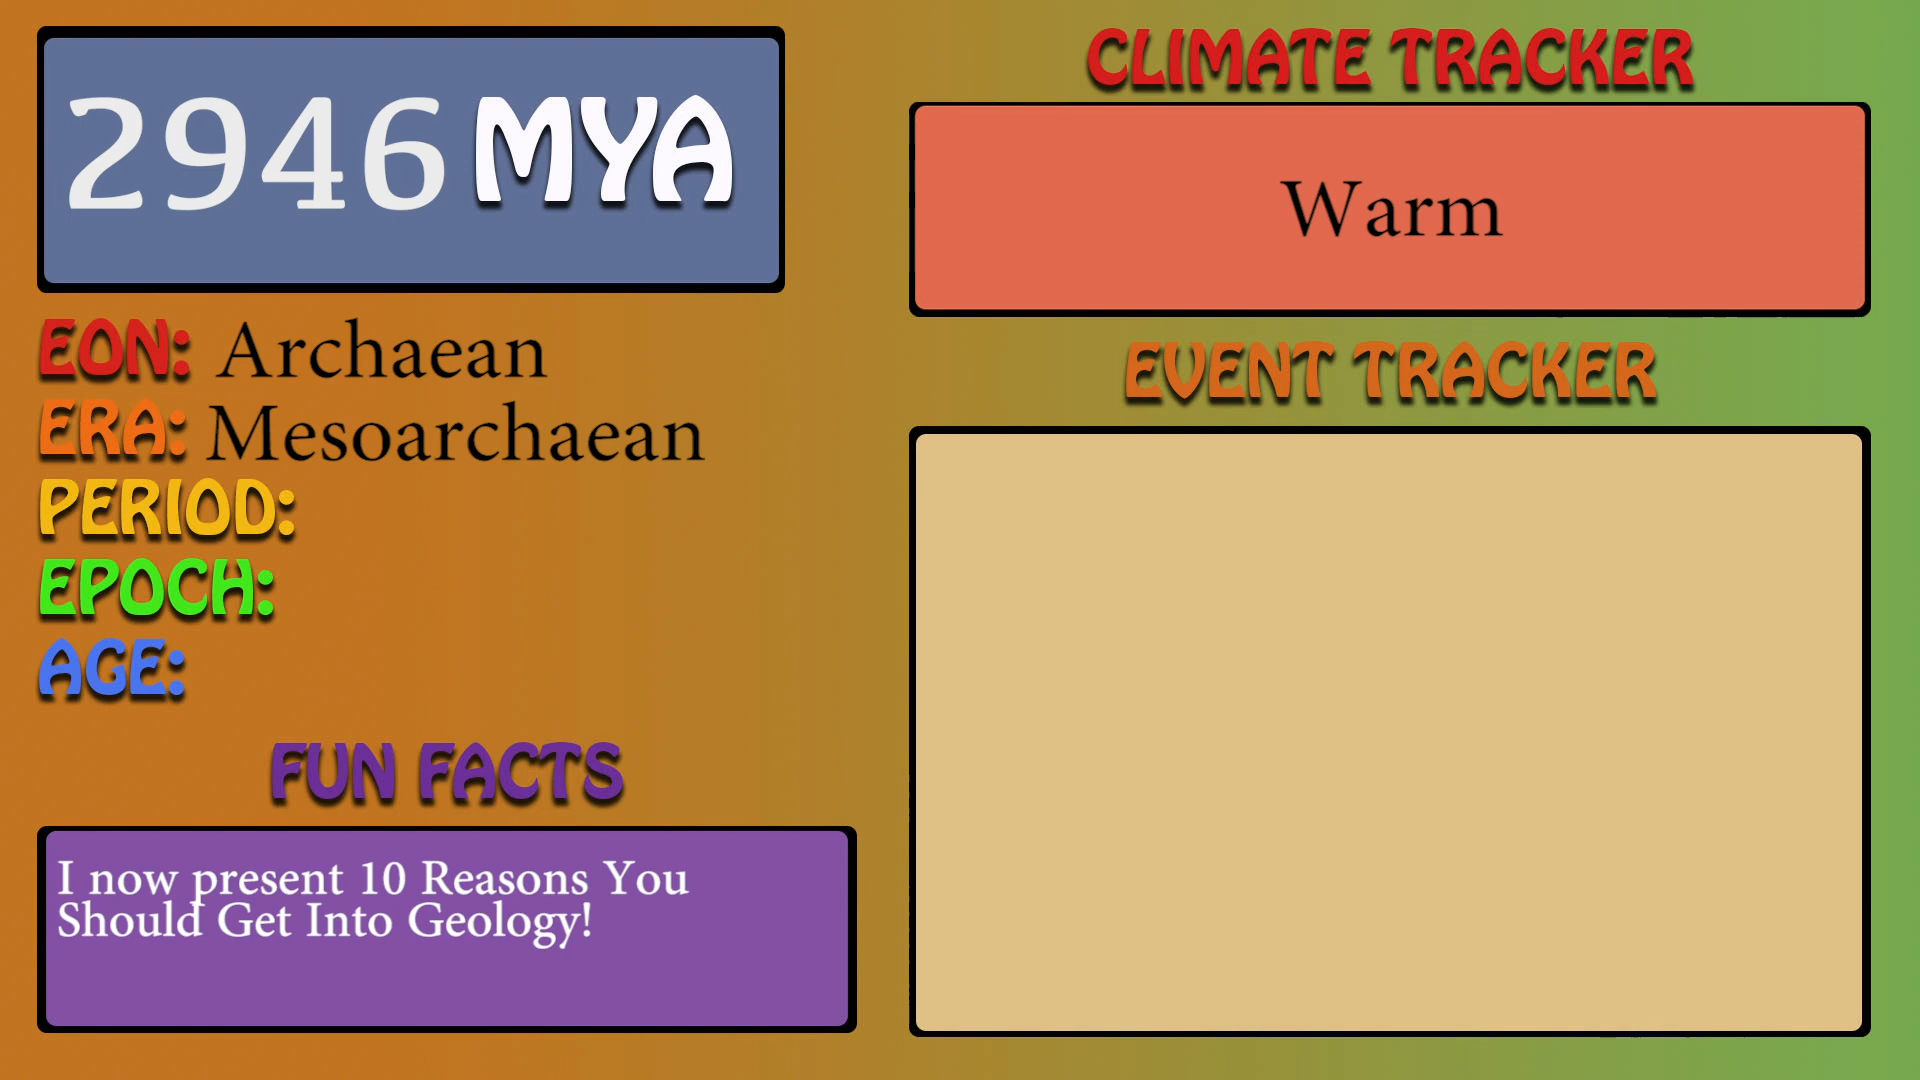 2946 MYA
EON: Archaean
ERA: Mesoarchaean
PERIOD:
EPOCH:
AGE:
FUN FACTS
I now present 10 Reasons You
Should Get Into Geology!
CLIMATE TRACKER
Warm
EVENT TRACKER